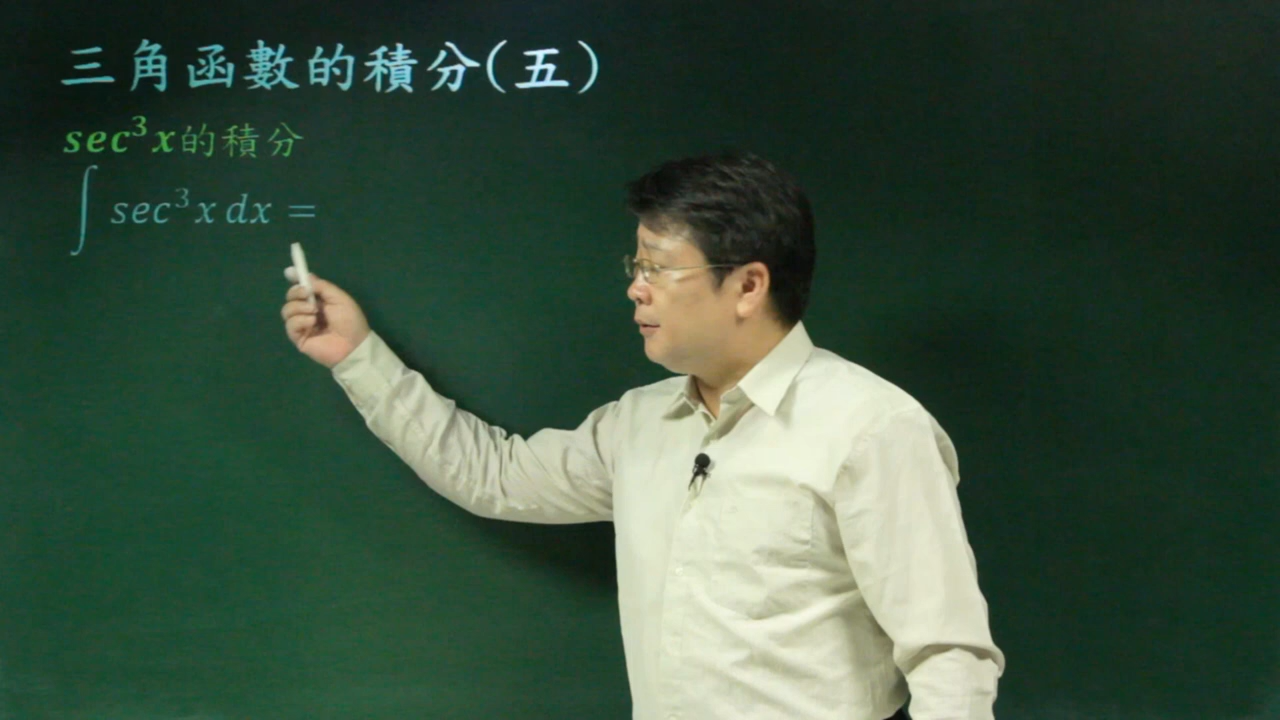 三角函數的積分(五)
sec³x的積分
∫ sec³x dx =